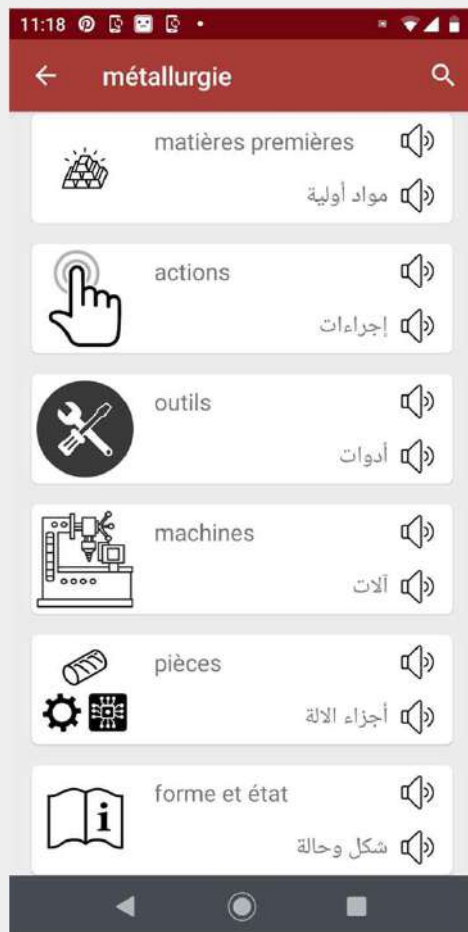 11:18
métallurgie
matières premières
مواد أولية
actions
إجراءات
outils
أدوات
machines
آلات
pièces
أجزاء الالة
forme et état
i
شكل وحالة